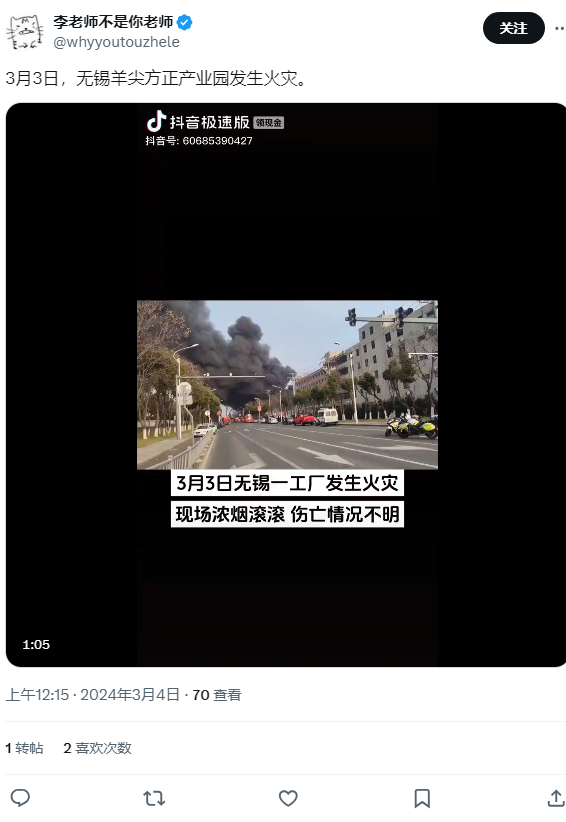 李老师不是你老师
@whyyoutouzhele
关注
3月3日，无锡羊尖方正产业园发生火灾。
抖音极速版 领现金
抖音号: 60685390427
3月3日无锡一工厂发生火灾
现场浓烟滚滚 伤亡情况不明
1:05
上午12:15 · 2024年3月4日 · 70 查看
1 转帖 2 喜欢次数